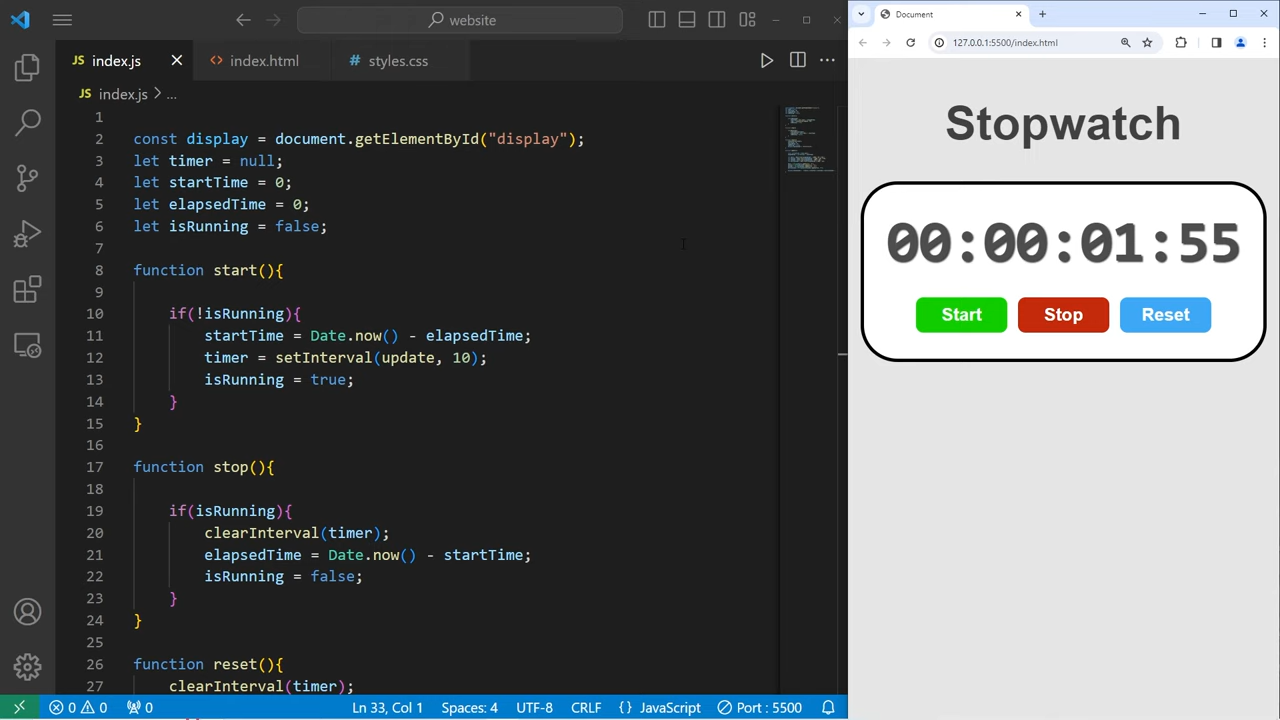 website
index.js
index.html
styles.css
index.js > ...
1
2 const display = document.getElementById("display");
3 let timer = null;
4 let startTime = 0;
5 let elapsedTime = 0;
6 let isRunning = false;
7
8 function start(){
9
10 if(!isRunning){
11 startTime = Date.now() - elapsedTime;
12 timer = setInterval(update, 10);
13 isRunning = true;
14 }
15 }
16
17 function stop(){
18
19 if(isRunning){
20 clearInterval(timer);
21 elapsedTime = Date.now() - startTime;
22 isRunning = false;
23 }
24 }
25
26 function reset(){
27 clearInterval(timer);
0 0 0 Ln 33, Col 1 Spaces: 4 UTF-8 CRLF {} JavaScript Port : 5500
Document
127.0.0.1:5500/index.html
Stopwatch
00:00:01:55
Start Stop Reset